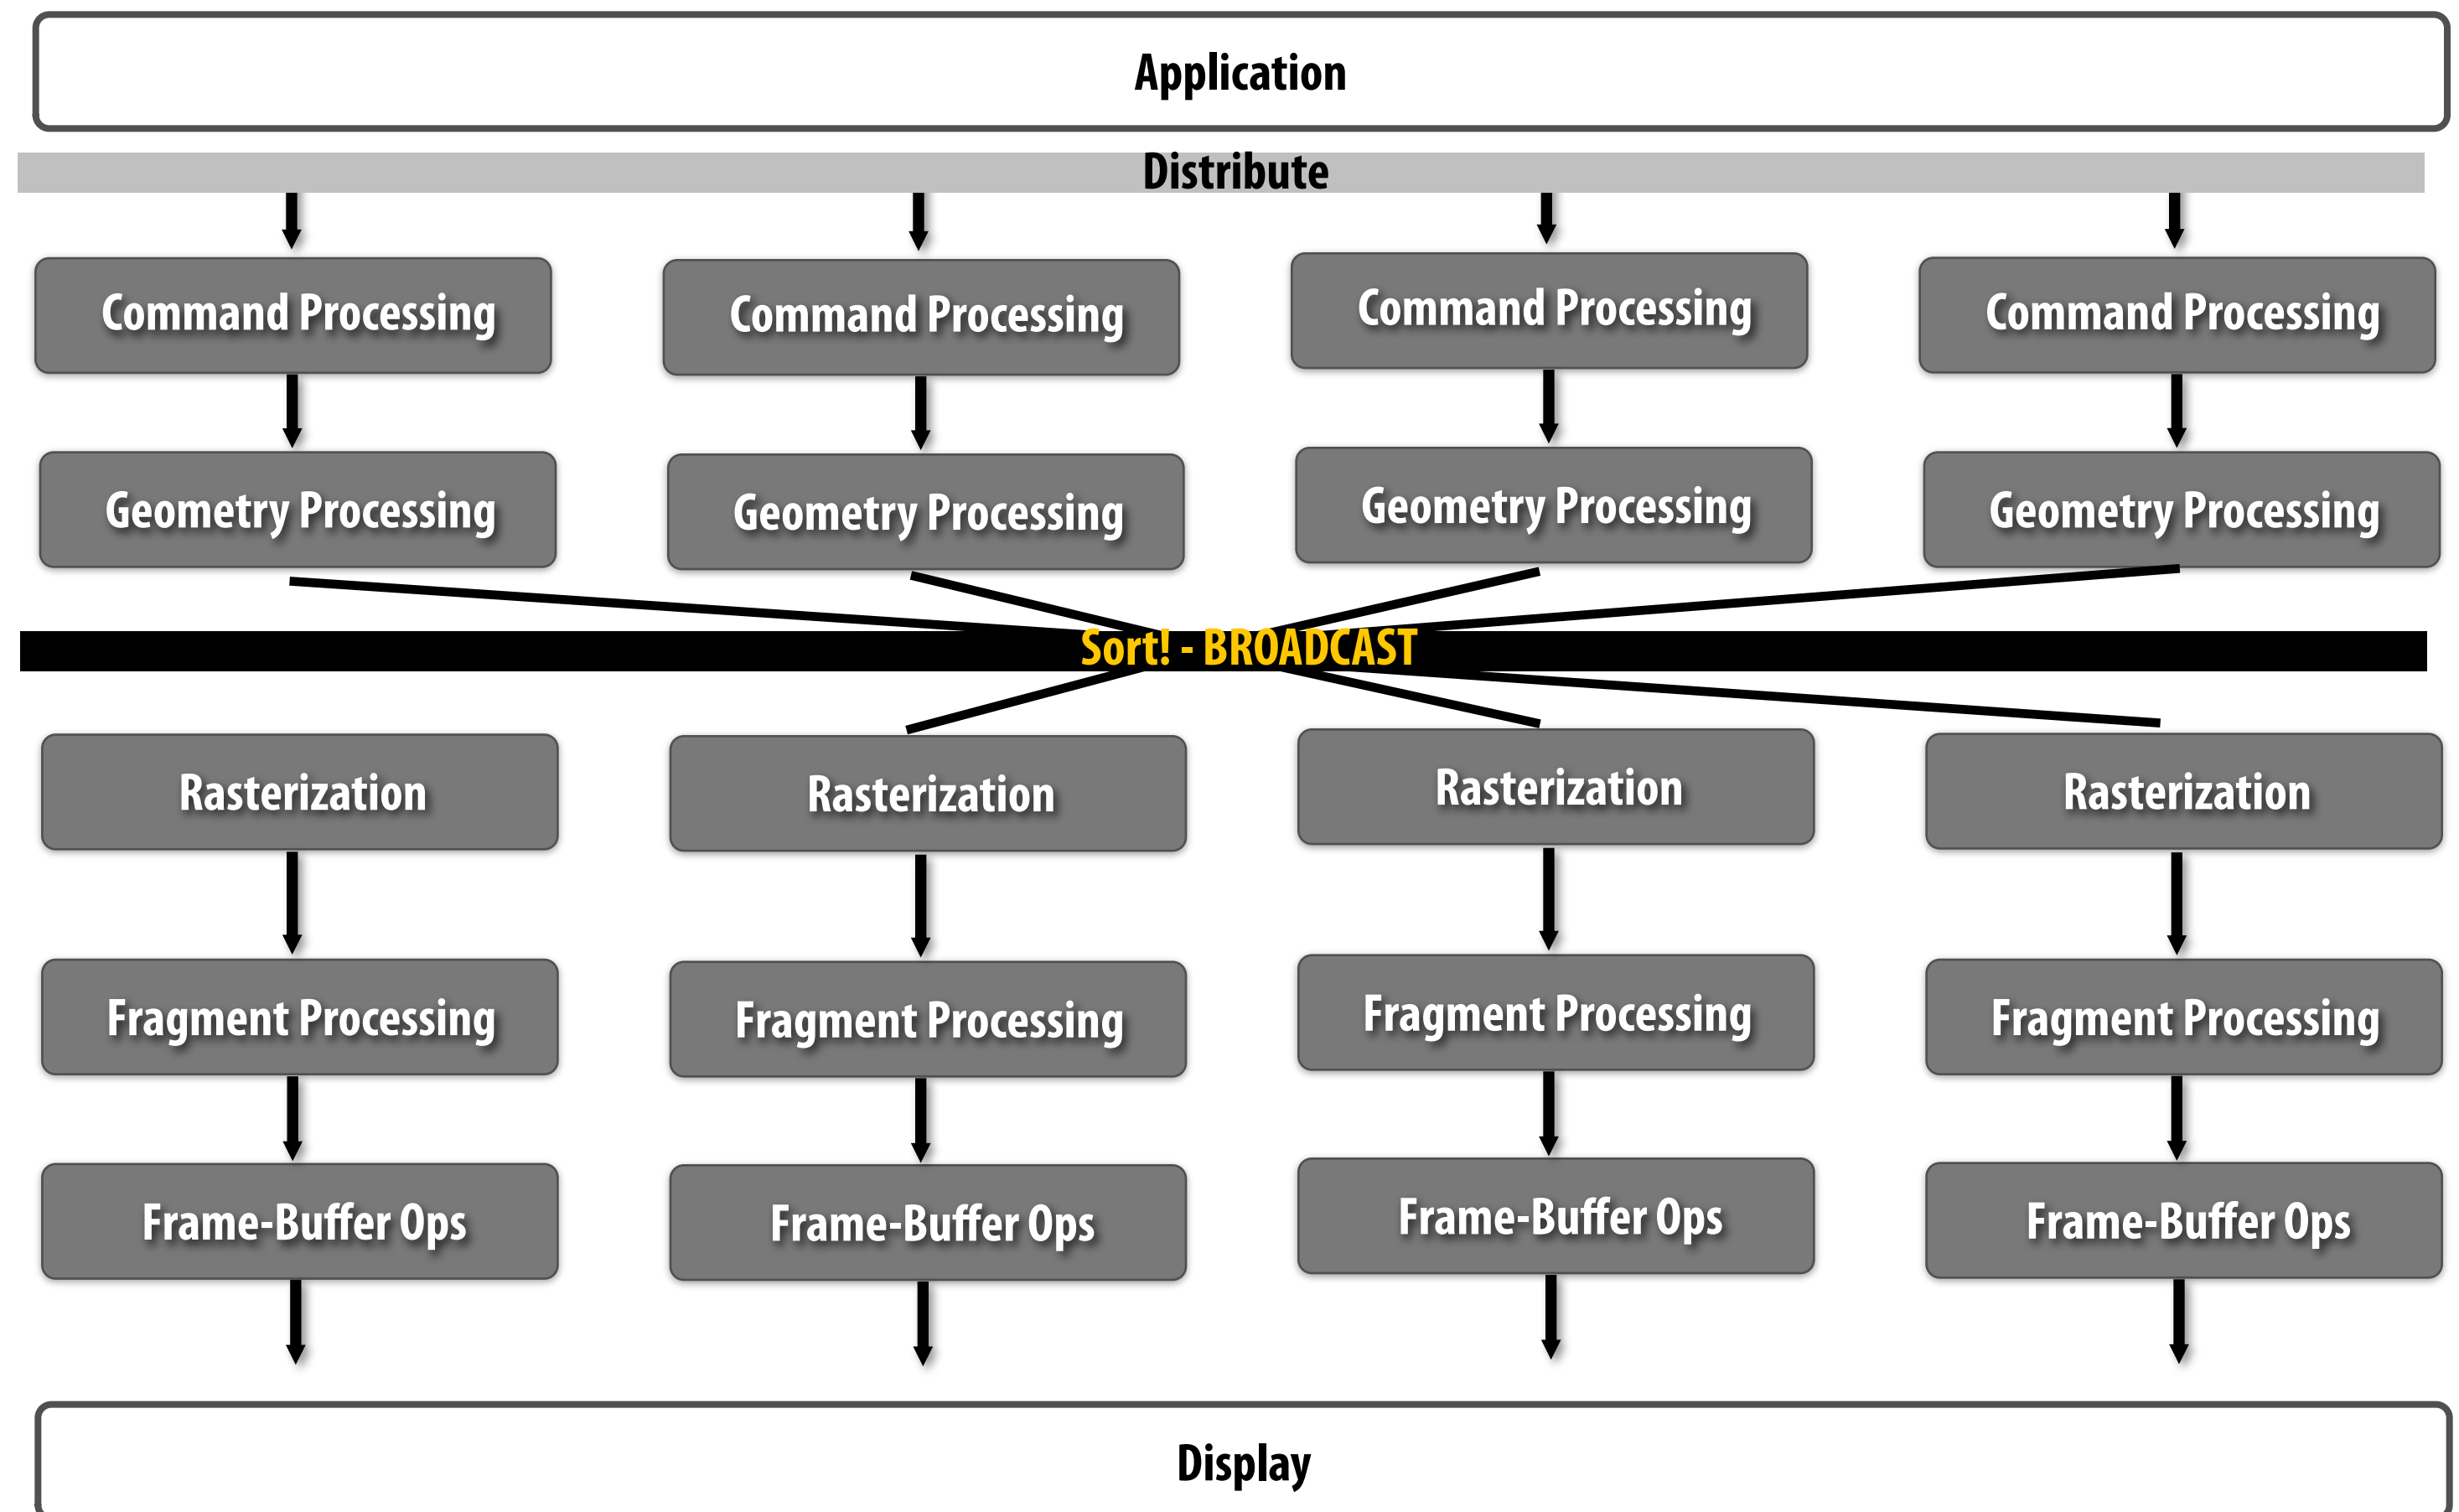 Application
Distribute
Command Processing
Command Processing
Command Processing
Command Processing
Geometry Processing
Geometry Processing
Geometry Processing
Geometry Processing
Sort! - BROADCAST
Rasterization
Rasterization
Rasterization
Rasterization
Fragment Processing
Fragment Processing
Fragment Processing
Fragment Processing
Frame-Buffer Ops
Frame-Buffer Ops
Frame-Buffer Ops
Frame-Buffer Ops
Display